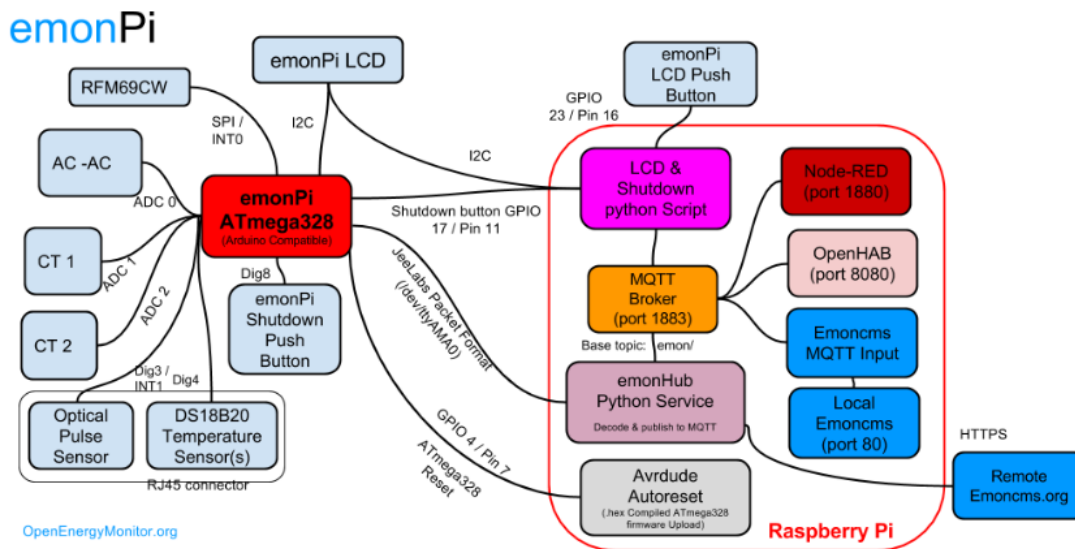 emonPi
emonPi LCD
emonPi
LCD Push
Button
RFM69CW
SPI /
INT0
I2C
GPIO
23 / Pin 16
AC -AC
ADC 0
I2C
LCD &
Shutdown
python Script
Node-RED
(port 1880)
emonPi
ATmega328
(Arduino Compatible)
Shutdown button GPIO
17 / Pin 11
CT 1
ADC 1
Dig8
OpenHAB
(port 8080)
MQTT
Broker
(port 1883)
emonPi
Shutdown
Push
Button
JeeLabs Packet Format
(/dev/ttyAMA0)
CT 2
ADC 2
Emoncms
MQTT Input
Base topic: emon/
Dig3 /
INT1
Dig4
emonHub
Python Service
Decode & publish to MQTT
Local
Emoncms
(port 80)
Optical
Pulse
Sensor
DS18B20
Temperature
Sensor(s)
RJ45 connector
GPIO 4 / Pin 7
ATmega328
Reset
HTTPS
Remote
Emoncms.org
Avrdude
Autoreset
(.hex Compiled ATmega328
firmware Upload)
Raspberry Pi
OpenEnergyMonitor.org